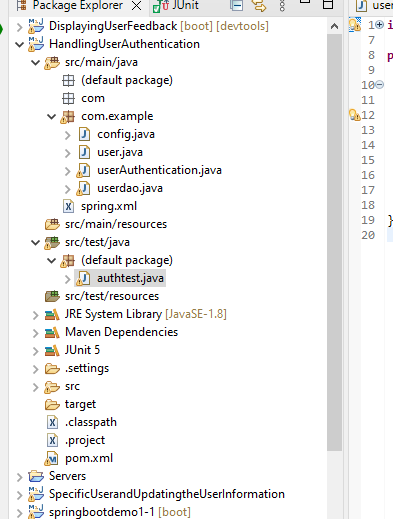 Package Explorer JUnit user
DisplayingUserFeedback [boot] [devtools]
HandlingUserAuthentication
src/main/java
(default package)
com
com.example
config.java
user.java
userAuthentication.java
userdao.java
spring.xml
src/main/resources
src/test/java
(default package)
authtest.java
src/test/resources
JRE System Library [JavaSE-1.8]
Maven Dependencies
JUnit 5
.settings
src
target
.classpath
.project
pom.xml
Servers
SpecificUserandUpdatingtheUserInformation
springbootdemo1-1 [boot]
1 i
7
8 p
9
10
11
12
13
14
15
16
17
18
19 }
20